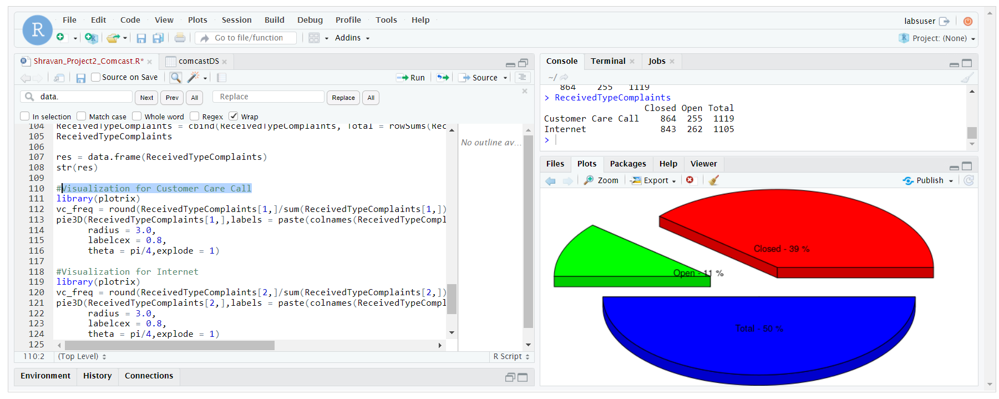 R
File Edit Code View Plots Session Build Debug Profile Tools Help
labsuser
Go to file/function
Addins
Project: (None)
Shravan_Project2_Comcast.R*
comcastDS
Source on Save
Run
Source
data.
Next
Prev
All
Replace
Replace
All
In selection
Match case
Whole word
Regex
Wrap
104 ReceivedTypeComplaints = cbind(ReceivedTypeComplaints, Total = rowSums(Rec
105 ReceivedTypeComplaints
106
107 res = data.frame(ReceivedTypeComplaints)
108 str(res)
109
110 #Visualization for Customer Care Call
111 library(plotrix)
112 vc_freq = round(ReceivedTypeComplaints[1,]/sum(ReceivedTypeComplaints[1,])
113 pie3D(ReceivedTypeComplaints[1,],labels = paste(colnames(ReceivedTypeCompl
114 radius = 3.0,
115 labelcex = 0.8,
116 theta = pi/4,explode = 1)
117
118 #Visualization for Internet
119 library(plotrix)
120 vc_freq = round(ReceivedTypeComplaints[2,]/sum(ReceivedTypeComplaints[2,])
121 pie3D(ReceivedTypeComplaints[2,],labels = paste(colnames(ReceivedTypeCompl
122 radius = 3.0,
123 labelcex = 0.8,
124 theta = pi/4,explode = 1)
125
No outline av...
110:2
(Top Level)
R Script
Environment
History
Connections
Console
Terminal
Jobs
~/
864 255 1119
> ReceivedTypeComplaints
Closed Open Total
Customer Care Call 864 255 1119
Internet 843 262 1105
>
Files
Plots
Packages
Help
Viewer
Zoom
Export
Publish
Closed - 39 %
Open - 11 %
Total - 50 %